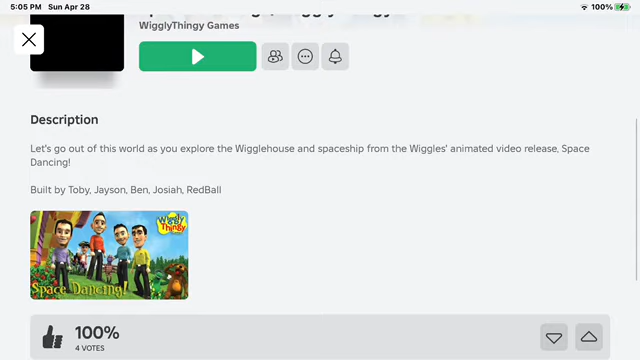 5:05 PM Sun Apr 28 100%
WigglyThingy Games
Description
Let's go out of this world as you explore the Wigglehouse and spaceship from the Wiggles' animated video release, Space
Dancing!
Built by Toby, Jayson, Ben, Josiah, RedBall
Wiggly
Thingy
Space Dancing!
100%
4 VOTES